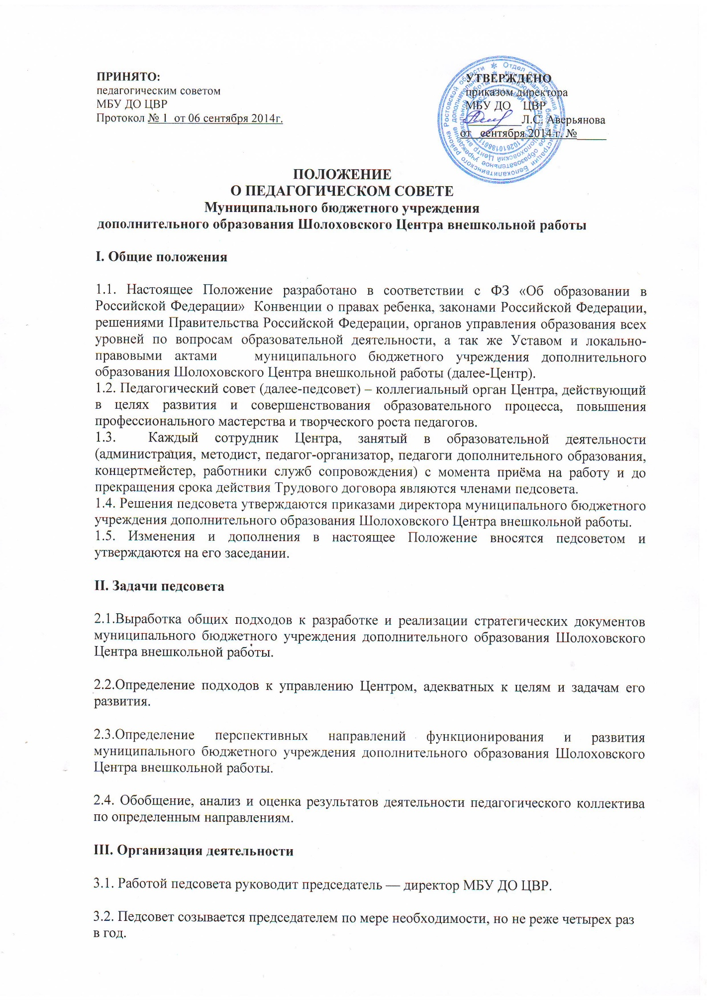 ПРИНЯТО:
педагогическим советом
МБУ ДО ЦВР
Протокол № 1 от 06 сентября 2014г.
УТВЕРЖДЕНО
приказом директора
МБУ ДО ЦВР
Л.С. Аверьянова
от сентября 2014 г. №
ПОЛОЖЕНИЕ
О ПЕДАГОГИЧЕСКОМ СОВЕТЕ
Муниципального бюджетного учреждения
дополнительного образования Шолоховского Центра внешкольной работы
I. Общие положения
1.1. Настоящее Положение разработано в соответствии с ФЗ «Об образовании в
Российской Федерации» Конвенции о правах ребенка, законами Российской Федерации,
решениями Правительства Российской Федерации, органов управления образования всех
уровней по вопросам образовательной деятельности, а так же Уставом и локально-
правовыми актами муниципального бюджетного учреждения дополнительного
образования Шолоховского Центра внешкольной работы (далее-Центр).
1.2. Педагогический совет (далее-педсовет) – коллегиальный орган Центра, действующий
в целях развития и совершенствования образовательного процесса, повышения
профессионального мастерства и творческого роста педагогов.
1.3. Каждый сотрудник Центра, занятый в образовательной деятельности
(администрация, методист, педагог-организатор, педагоги дополнительного образования,
концертмейстер, работники служб сопровождения) с момента приёма на работу и до
прекращения срока действия Трудового договора являются членами педсовета.
1.4. Решения педсовета утверждаются приказами директора муниципального бюджетного
учреждения дополнительного образования Шолоховского Центра внешкольной работы.
1.5. Изменения и дополнения в настоящее Положение вносятся педсоветом и
утверждаются на его заседании.
II. Задачи педсовета
2.1.Выработка общих подходов к разработке и реализации стратегических документов
муниципального бюджетного учреждения дополнительного образования Шолоховского
Центра внешкольной работы.
2.2.Определение подходов к управлению Центром, адекватных к целям и задачам его
развития.
2.3.Определение перспективных направлений функционирования и развития
муниципального бюджетного учреждения дополнительного образования Шолоховского
Центра внешкольной работы.
2.4. Обобщение, анализ и оценка результатов деятельности педагогического коллектива
по определенным направлениям.
III. Организация деятельности
3.1. Работой педсовета руководит председатель — директор МБУ ДО ЦВР.
3.2. Педсовет созывается председателем по мере необходимости, но не реже четырех раз
в год.